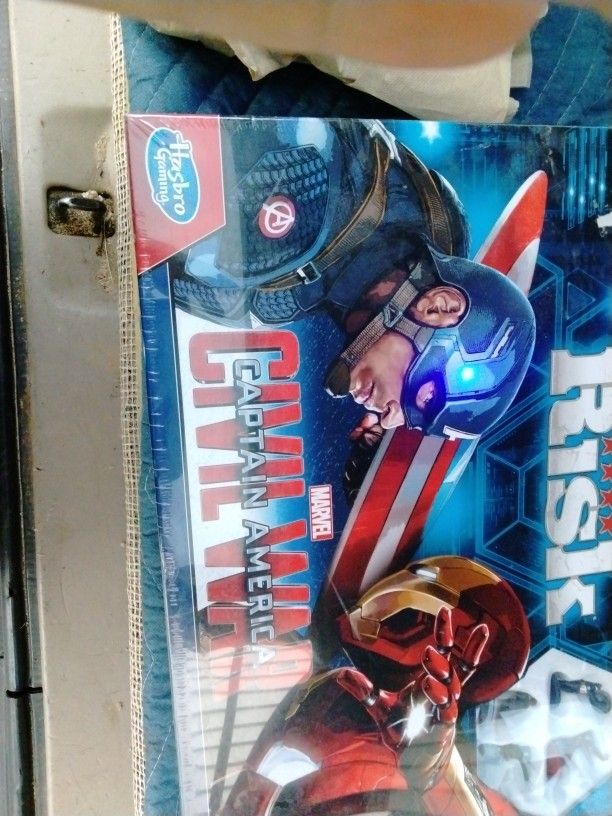 Hasbro
Gaming
Risk
MARVEL
CAPTAIN AMERICA
CIVIL WAR
A